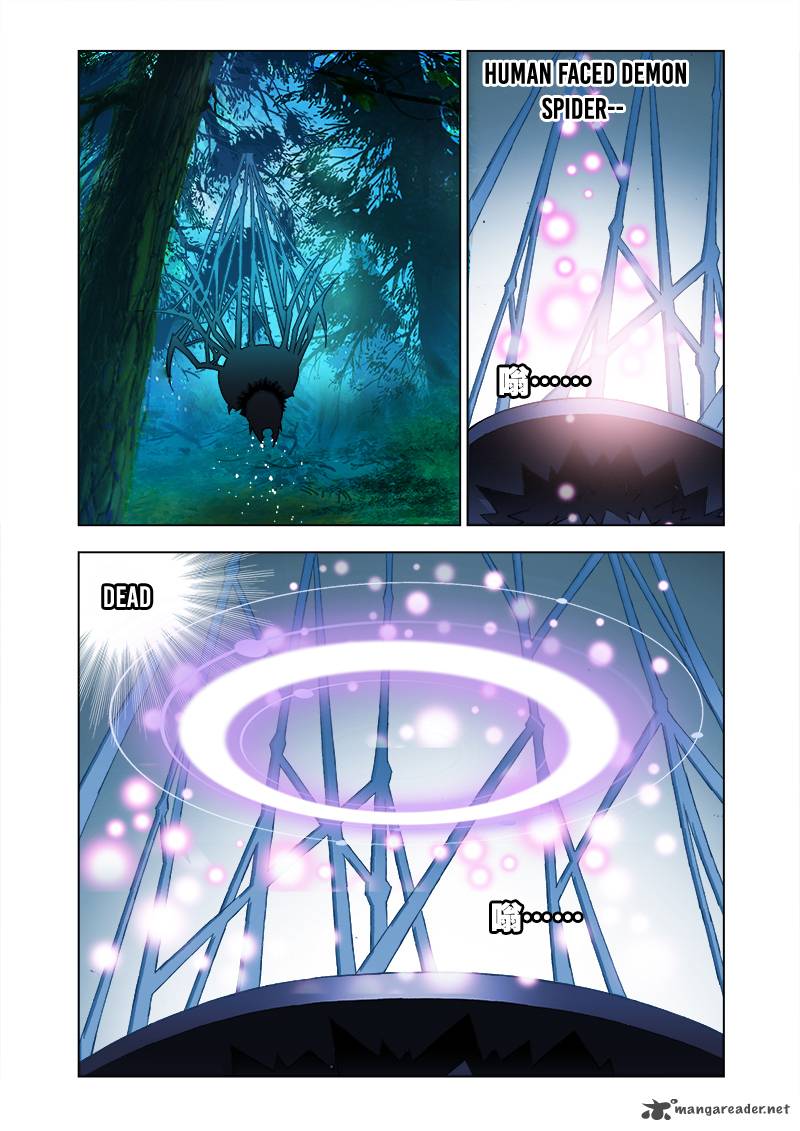 HUMAN FACED DEMON
SPIDER--
嗡……
DEAD
嗡……
mangareader.net